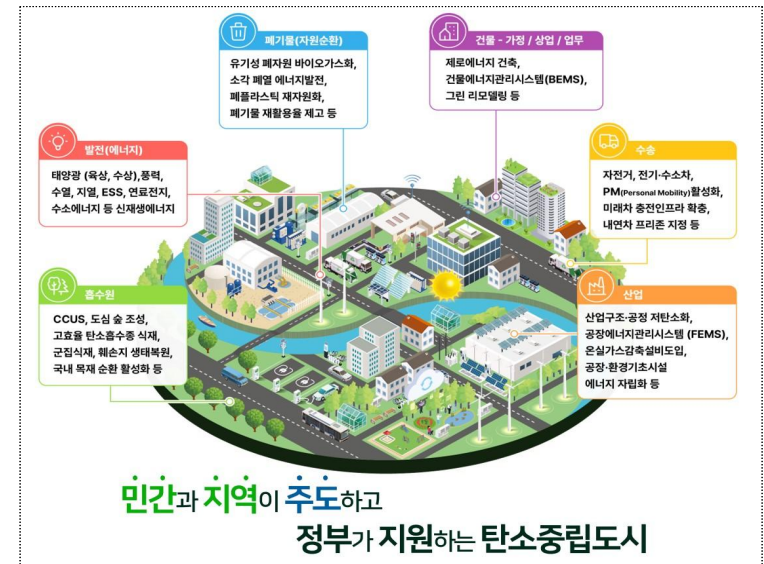 폐기물(자원순환)
유기성 폐자원 바이오가스화,
소각 폐열 에너지발전,
폐플라스틱 재자원화,
폐기물 재활용율 제고 등
건물 - 가정 / 상업 / 업무
제로에너지 건축,
건물에너지관리시스템(BEMS),
그린 리모델링 등
발전(에너지)
태양광 (육상, 수상),풍력,
수열, 지열, ESS, 연료전지,
수소에너지 등 신재생에너지
수송
자전거, 전기·수소차,
PM(Personal Mobility)활성화,
미래차 충전인프라 확충,
내연차 프리존 지정 등
흡수원
CCUS, 도심 숲 조성,
고효율 탄소흡수종 식재,
군집식재, 훼손지 생태복원,
국내 목재 순환 활성화 등
산업
산업구조·공정 저탄소화,
공장에너지관리시스템 (FEMS),
온실가스감축설비도입,
공장·환경기초시설
에너지 자립화 등
민간과 지역이 주도하고
정부가 지원하는 탄소중립도시